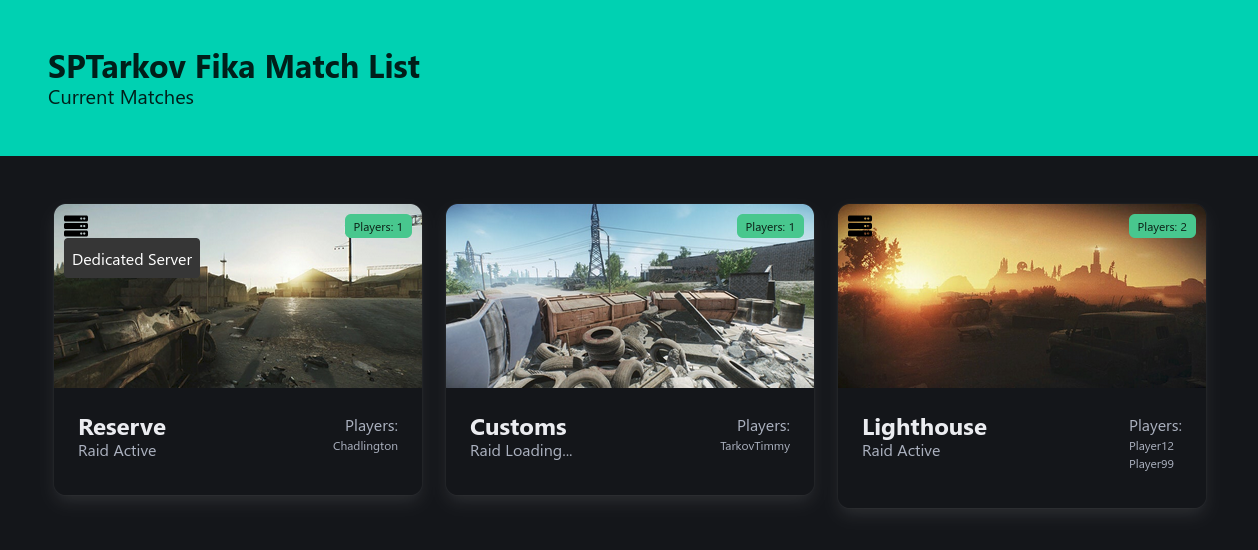 SPTarkov Fika Match List
Current Matches
Players: 1
Dedicated Server
Reserve
Raid Active
Players:
Chadlington
Players: 1
Customs
Raid Loading...
Players:
TarkovTimmy
Players: 2
Lighthouse
Raid Active
Players:
Player12
Player99